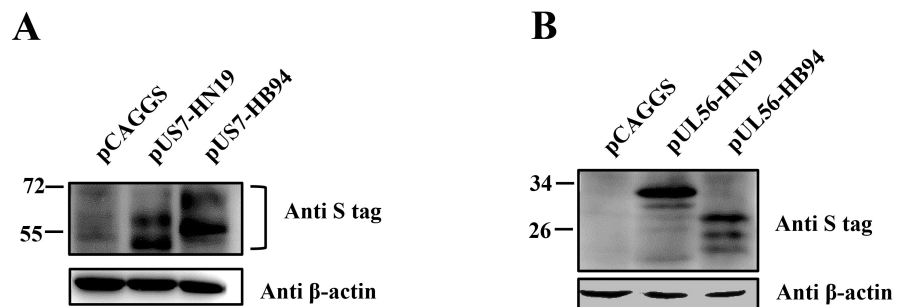 A
pCAGGS
pUS7-HN19
pUS7-HB94
72
55
Anti S tag
Anti β-actin
B
pCAGGS
pUL56-HN19
pUL56-HB94
34
26
Anti S tag
Anti β-actin